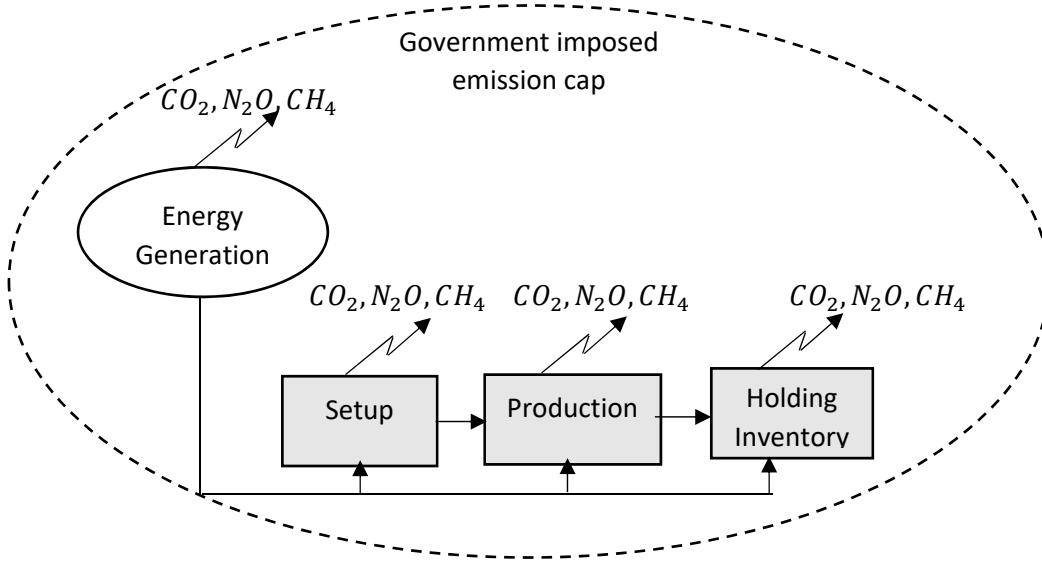 Government imposed
emission cap
𝐶𝑂₂, 𝑁₂𝑂, 𝐶𝐻₄
Energy
Generation
𝐶𝑂₂, 𝑁₂𝑂, 𝐶𝐻₄
𝐶𝑂₂, 𝑁₂𝑂, 𝐶𝐻₄
𝐶𝑂₂, 𝑁₂𝑂, 𝐶𝐻₄
Setup
Production
Holding
Inventory